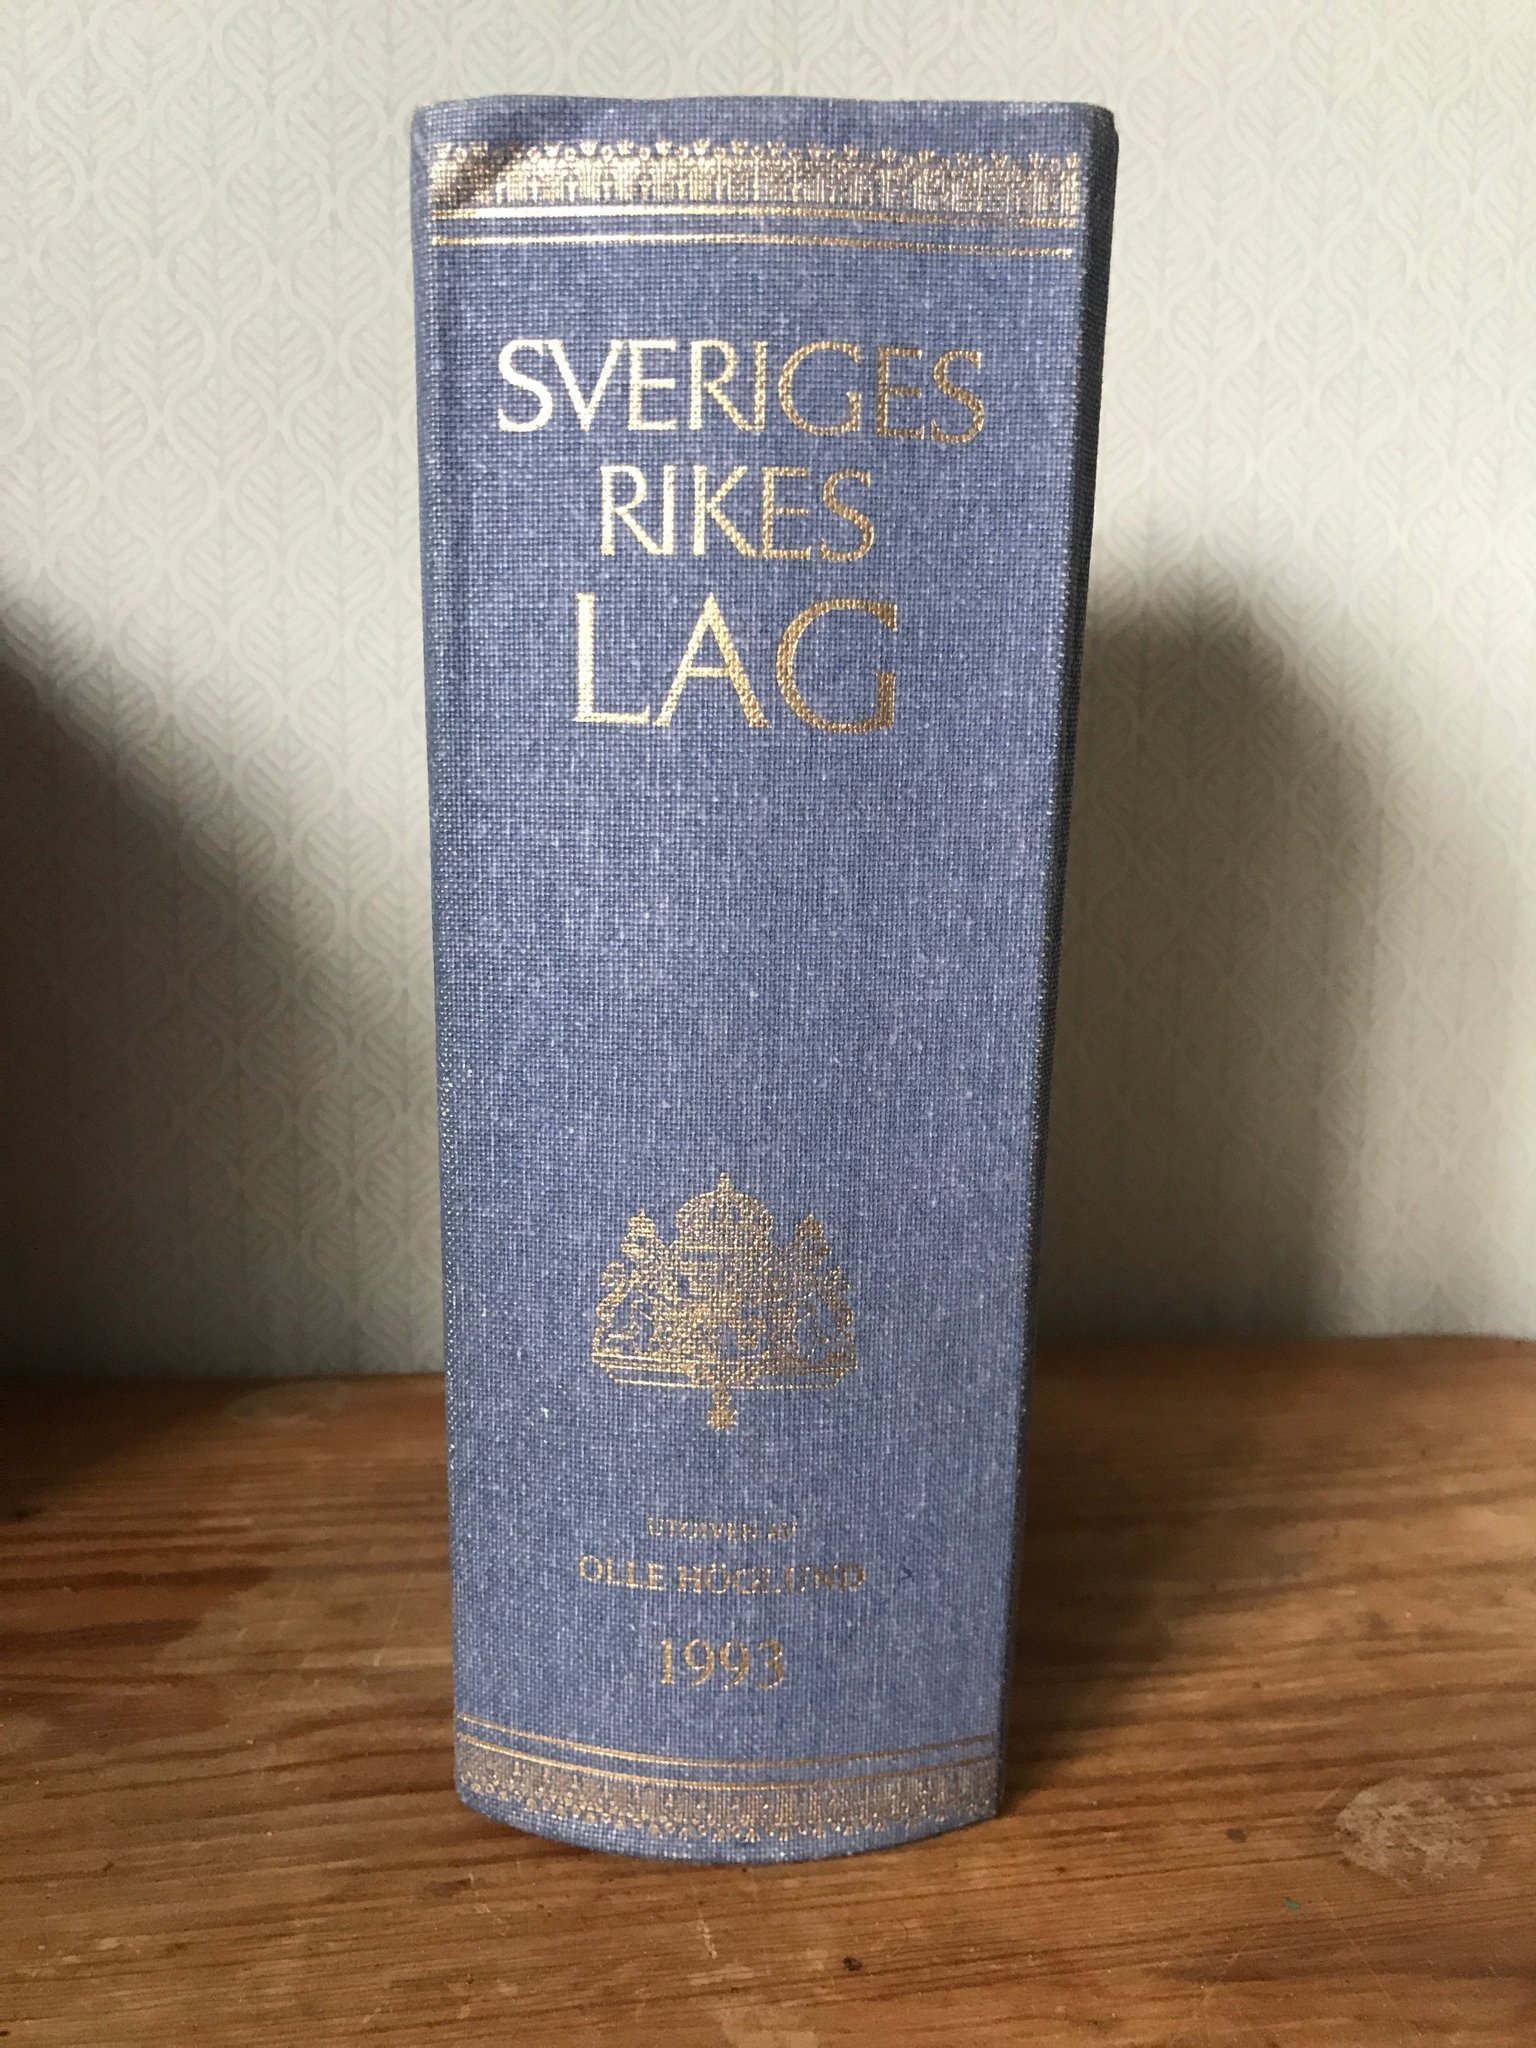 SVERIGES
RIKES
LAG
UTGIVEN AV
OLLE HÖGLUND
1993